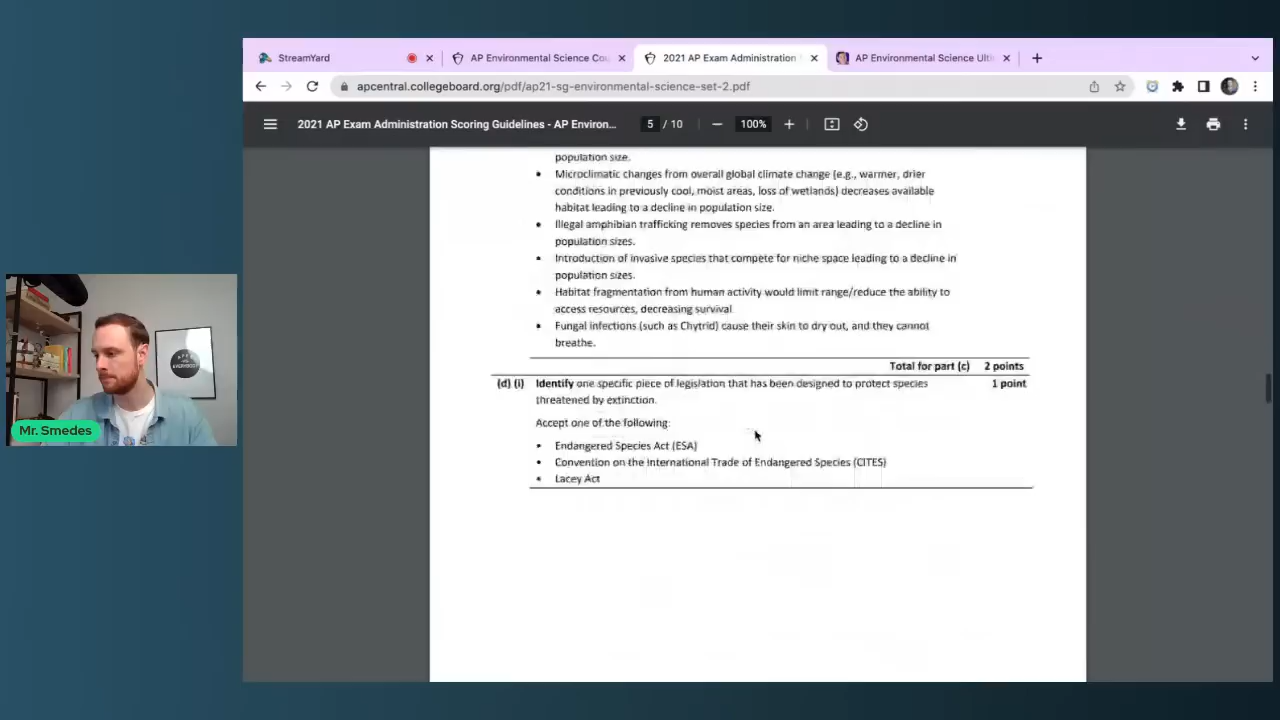 StreamYard
AP Environmental Science Cou
2021 AP Exam Administration
AP Environmental Science Ulti
apcentral.collegeboard.org/pdf/ap21-sg-environmental-science-set-2.pdf
2021 AP Exam Administration Scoring Guidelines - AP Environ...
5 / 10
100%
population size.
• Microclimatic changes from overall global climate change (e.g., warmer, drier
conditions in previously cool, moist areas, loss of wetlands) decreases available
habitat leading to a decline in population size.
• Illegal amphibian trafficking removes species from an area leading to a decline in
population sizes.
• Introduction of invasive species that compete for niche space leading to a decline in
population sizes.
• Habitat fragmentation from human activity would limit range/reduce the ability to
access resources, decreasing survival
• Fungal infections (such as Chytrid) cause their skin to dry out, and they cannot
breathe.
Total for part (c) 2 points
(d) (i) Identify one specific piece of legislation that has been designed to protect species 1 point
threatened by extinction.
Accept one of the following:
• Endangered Species Act (ESA)
• Convention on the International Trade of Endangered Species (CITES)
• Lacey Act
Mr. Smedes